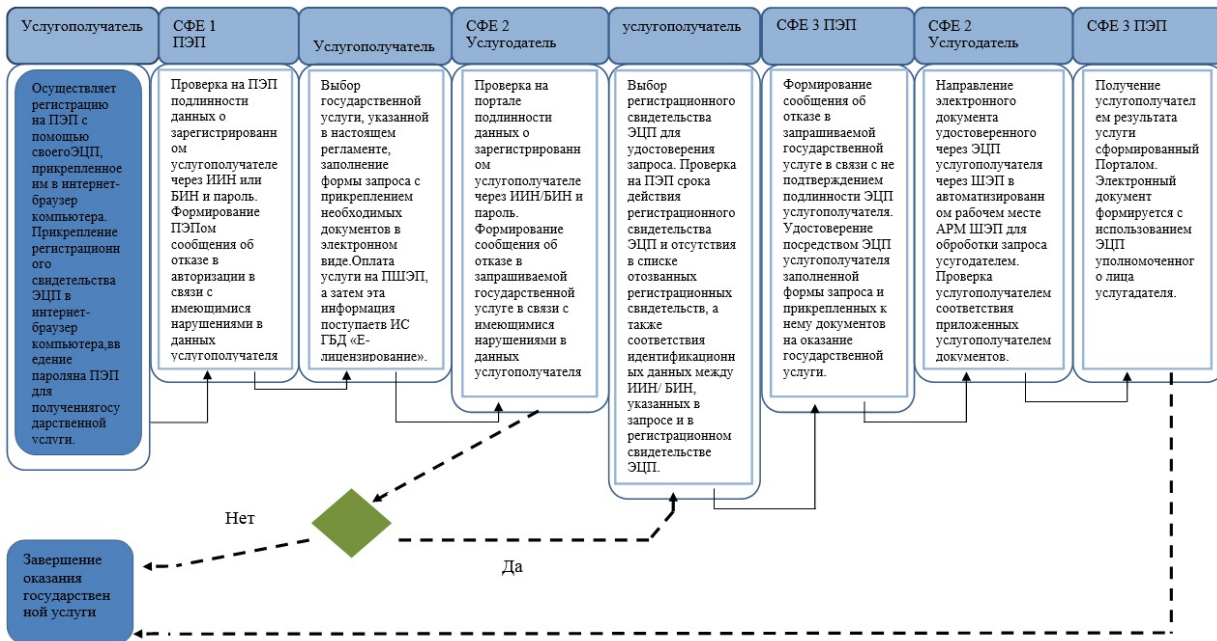 Услугополучатель
Осуществляет
регистрацию
на ПЭП с
помощью
своегоЭЦП,
прикрепленное
им в интернет-
браузер
компьютера.
Прикрепление
регистрационн
ого
свидетельства
ЭЦП в
интернет-
браузер
компьютера,вв
едение
пароляна ПЭП
для
полученягосу
дарственной
услуги.
СФЕ 1
ПЭП
Проверка на ПЭП
подлинности
данных о
зарегистрированн
ом
услугополучателе
через ИИН или
БИН и пароль.
Формирование
ПЭПом
сообщения об
отказе в
авторизации в
связи с
имеющимися
нарушениями в
данных
услугополучателя
Услугополучатель
Выбор
государственной
услуги, указанной
в настоящем
регламенте,
заполнение
формы запроса с
прикреплением
необходимых
документов в
электронном
виде.Оплата
услуги на ПШЭП,
а затем эта
информация
поступаетв ИС
ГБД «Е-
лицензирование».
СФЕ 2
Услугодатель
Проверка на
портале
подлинности
данных о
зарегистрированн
ом
услугополучателе
через ИИН/БИН и
пароль.
Формирование
сообщения об
отказе в
запрашиваемой
государственной
услуге в связи с
имеющимися
нарушениями в
данных
услугополучателя
услугополучатель
Выбор
регистрационного
свидетельства
ЭЦП для
удостоверения
запроса. Проверка
на ПЭП срока
действия
регистрационного
свидетельства
ЭЦП и отсутствия
в списке
отозванных
регистрационных
свидетельств, а
также
соответствия
идентификационн
ых данных между
ИИН/ БИН,
указанных в
запросе и в
регистрационном
свидетельстве
ЭЦП.
СФЕ 3 ПЭП
Формирование
сообщения об
отказе в
запрашиваемой
государственной
услуге в связи с не
подтверждением
подлинности ЭЦП
услугополучателя.
Удостоверение
посредством ЭЦП
услугополучателя
заполненной
формы запроса и
прикрепленных к
нему документов
на оказание
государственной
услуги.
СФЕ 2
Услугодатель
Направление
электронного
документа
удостоверенного
через ЭЦП
услугополучателя
через ШЭП в
автоматизированн
ом рабочем месте
АРМ ШЭП для
обработки запроса
усугодателем.
Проверка
услугополучателем
соответствия
приложенных
услугополучателем
документов.
СФЕ 3 ПЭП
Получение
услугополучател
ем результата
услуги
сформированный
Порталом.
Электронный
документ
формируется с
использованием
ЭЦП
уполномоченног
о лица
услугадателя.
Нет
Да
Завершение
оказания
государствен
ной услуги